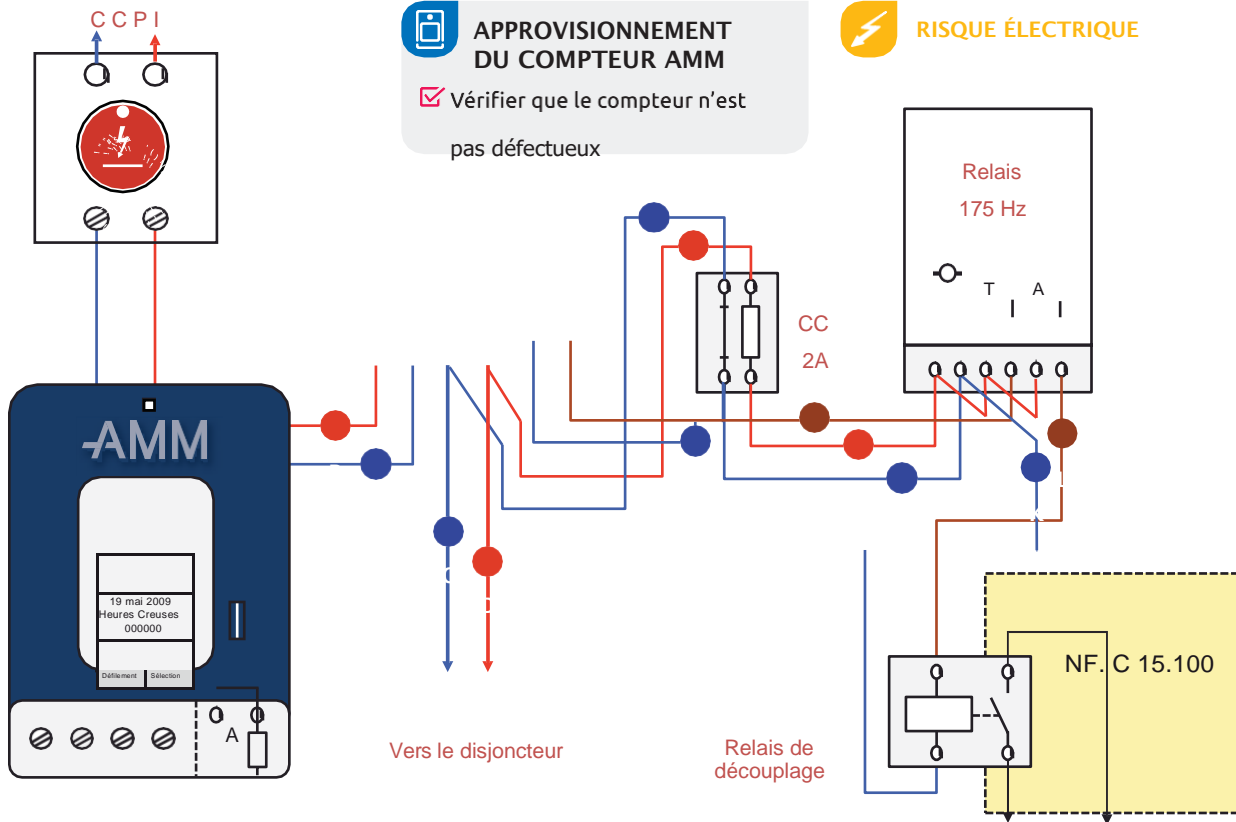 CCPI
APPROVISIONNEMENT
DU COMPTEUR AMM
Vérifier que le compteur n'est
pas défectueux
RISQUE ÉLECTRIQUE
Relais
175 Hz
T A
CC
2A
AMM
19 mai 2009
Heures Creuses
000000
Défilement Sélection
A
Vers le disjoncteur
Relais de
découplage
NF. C 15.100